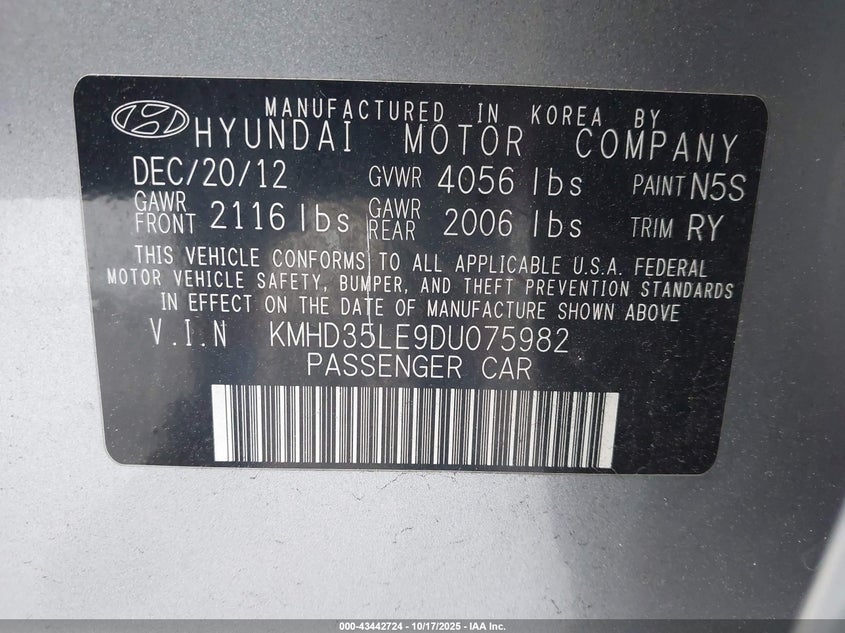 MANUFACTURED IN KOREA BY
HYUNDAI MOTOR COMPANY
DEC/20/12 GVWR 4056 lbs PAINT N5S
GAWR FRONT 2116 lbs GAWR REAR 2006 lbs TRIM RY
THIS VEHICLE CONFORMS TO ALL APPLICABLE U.S.A. FEDERAL
MOTOR VEHICLE SAFETY, BUMPER, AND THEFT PREVENTION STANDARDS
IN EFFECT ON THE DATE OF MANUFACTURE SHOWN ABOVE
V.I.N KMHD35LE9DU075982
PASSENGER CAR
000-43442724 | 10/17/2025 - IAA Inc.